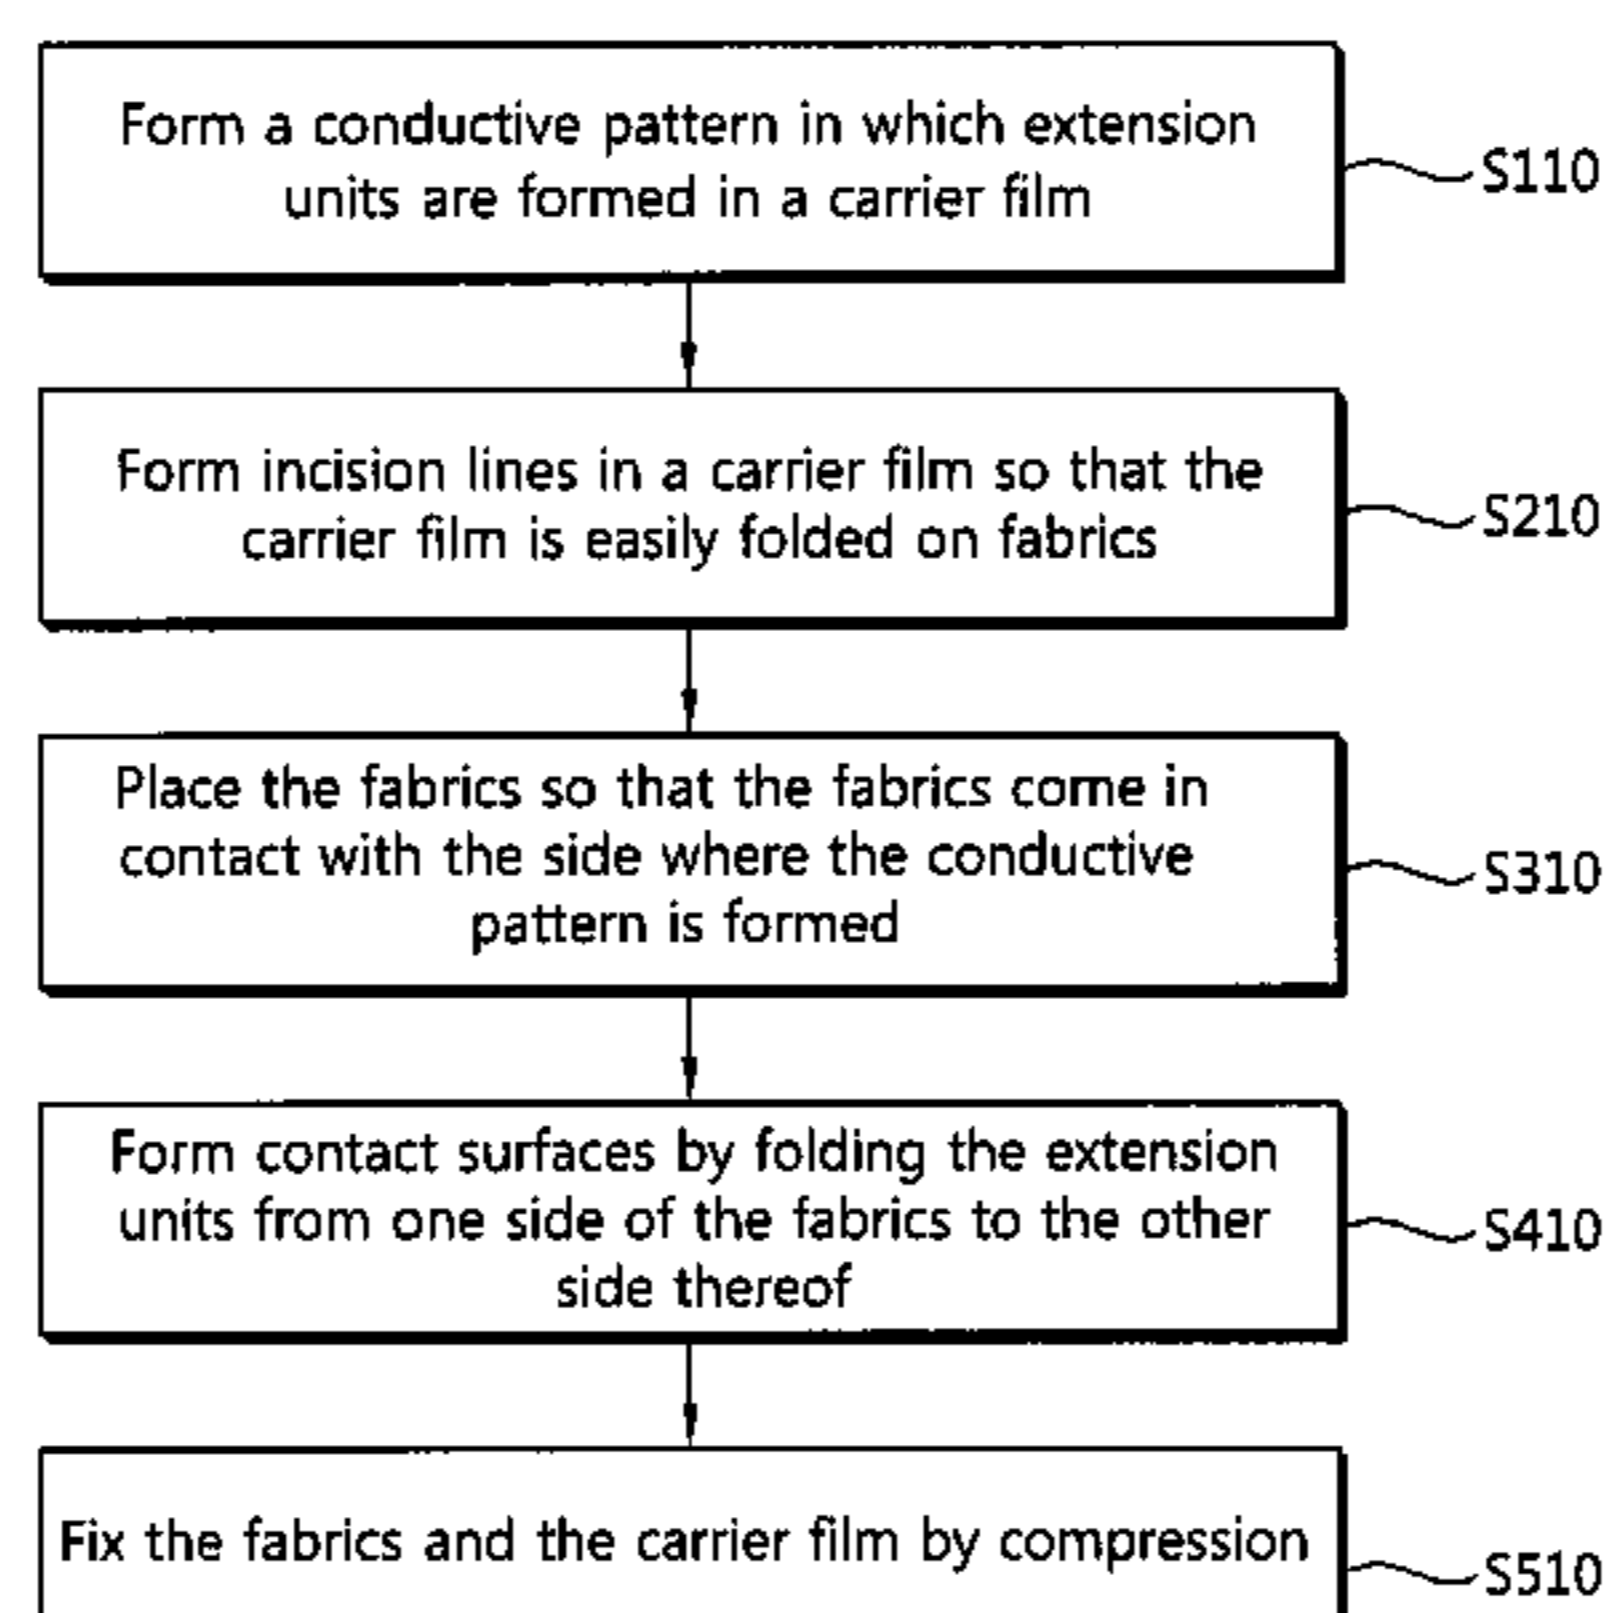 Form a conductive pattern in which extension
units are formed in a carrier film
S110
Form incision lines in a carrier film so that the
carrier film is easily folded on fabrics
S210
Place the fabrics so that the fabrics come in
contact with the side where the conductive
pattern is formed
S310
Form contact surfaces by folding the extension
units from one side of the fabrics to the other
side thereof
S410
Fix the fabrics and the carrier film by compression
S510